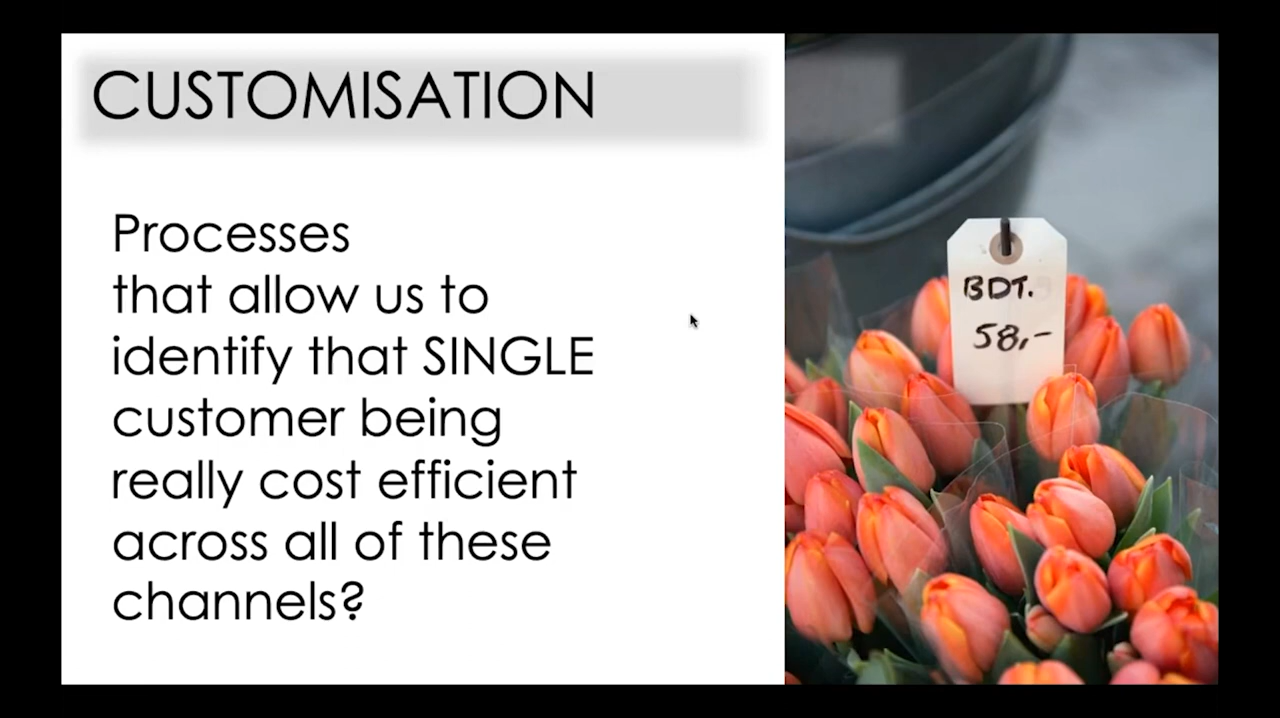 CUSTOMISATION
Processes
that allow us to
identify that SINGLE
customer being
really cost efficient
across all of these
channels?
BDT.
58,-